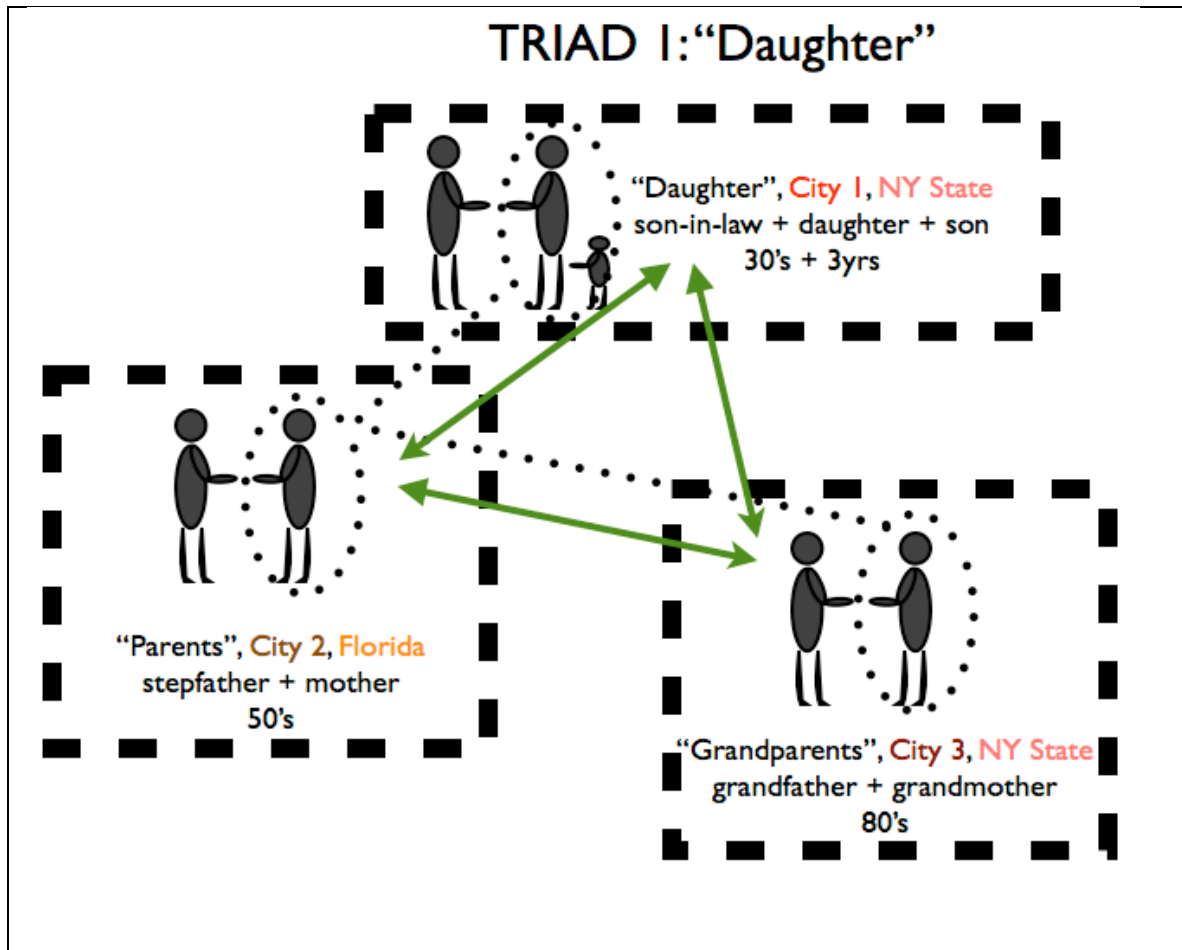 TRIAD 1: “Daughter”
“Daughter”, City 1, NY State
son-in-law + daughter + son
30’s + 3yrs
“Parents”, City 2, Florida
stepfather + mother
50’s
“Grandparents”, City 3, NY State
grandfather + grandmother
80’s